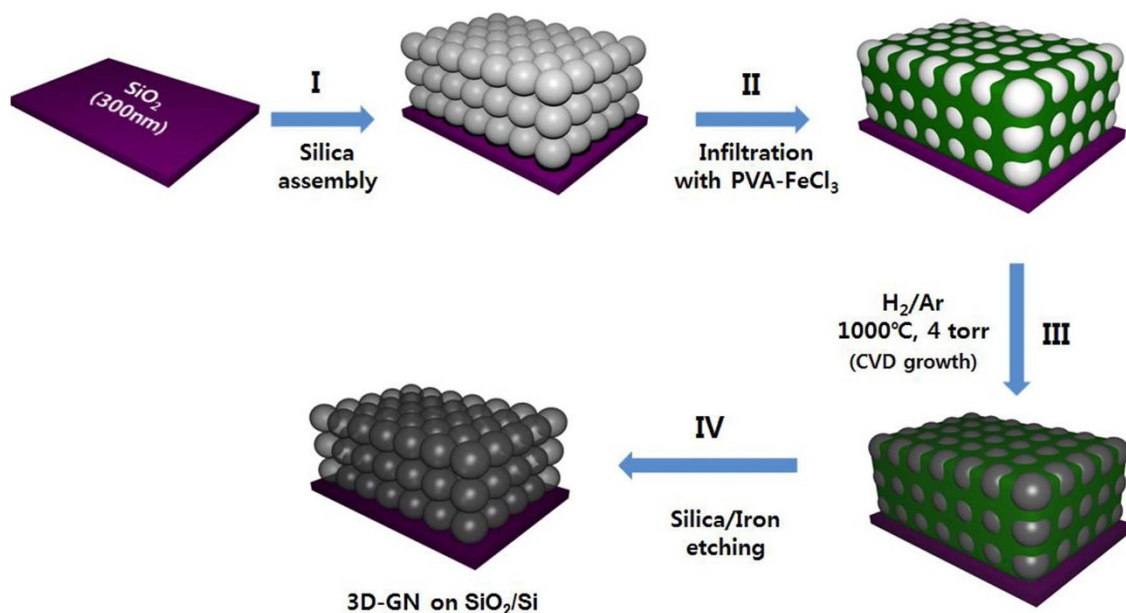 SiO2
(300nm)
I
Silica
assembly
II
Infiltration
with PVA-FeCl3
H2/Ar
1000℃, 4 torr
(CVD growth)
III
IV
Silica/Iron
etching
3D-GN on SiO2/Si